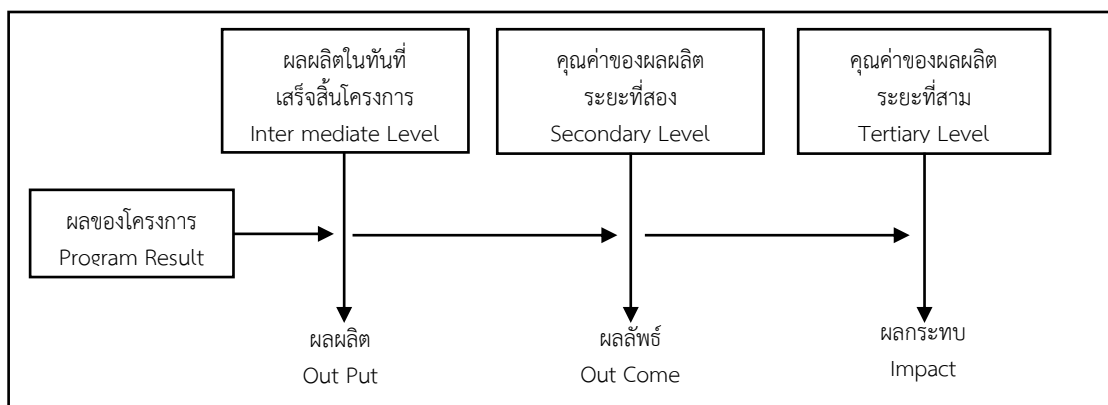 ผลผลิตในทันที่
เสร็จสิ้นโครงการ
Inter mediate Level
คุณค่าของผลผลิต
ระยะที่สอง
Secondary Level
คุณค่าของผลผลิต
ระยะที่สาม
Tertiary Level
ผลของโครงการ
Program Result
ผลผลิต
Out Put
ผลลัพธ์
Out Come
ผลกระทบ
Impact